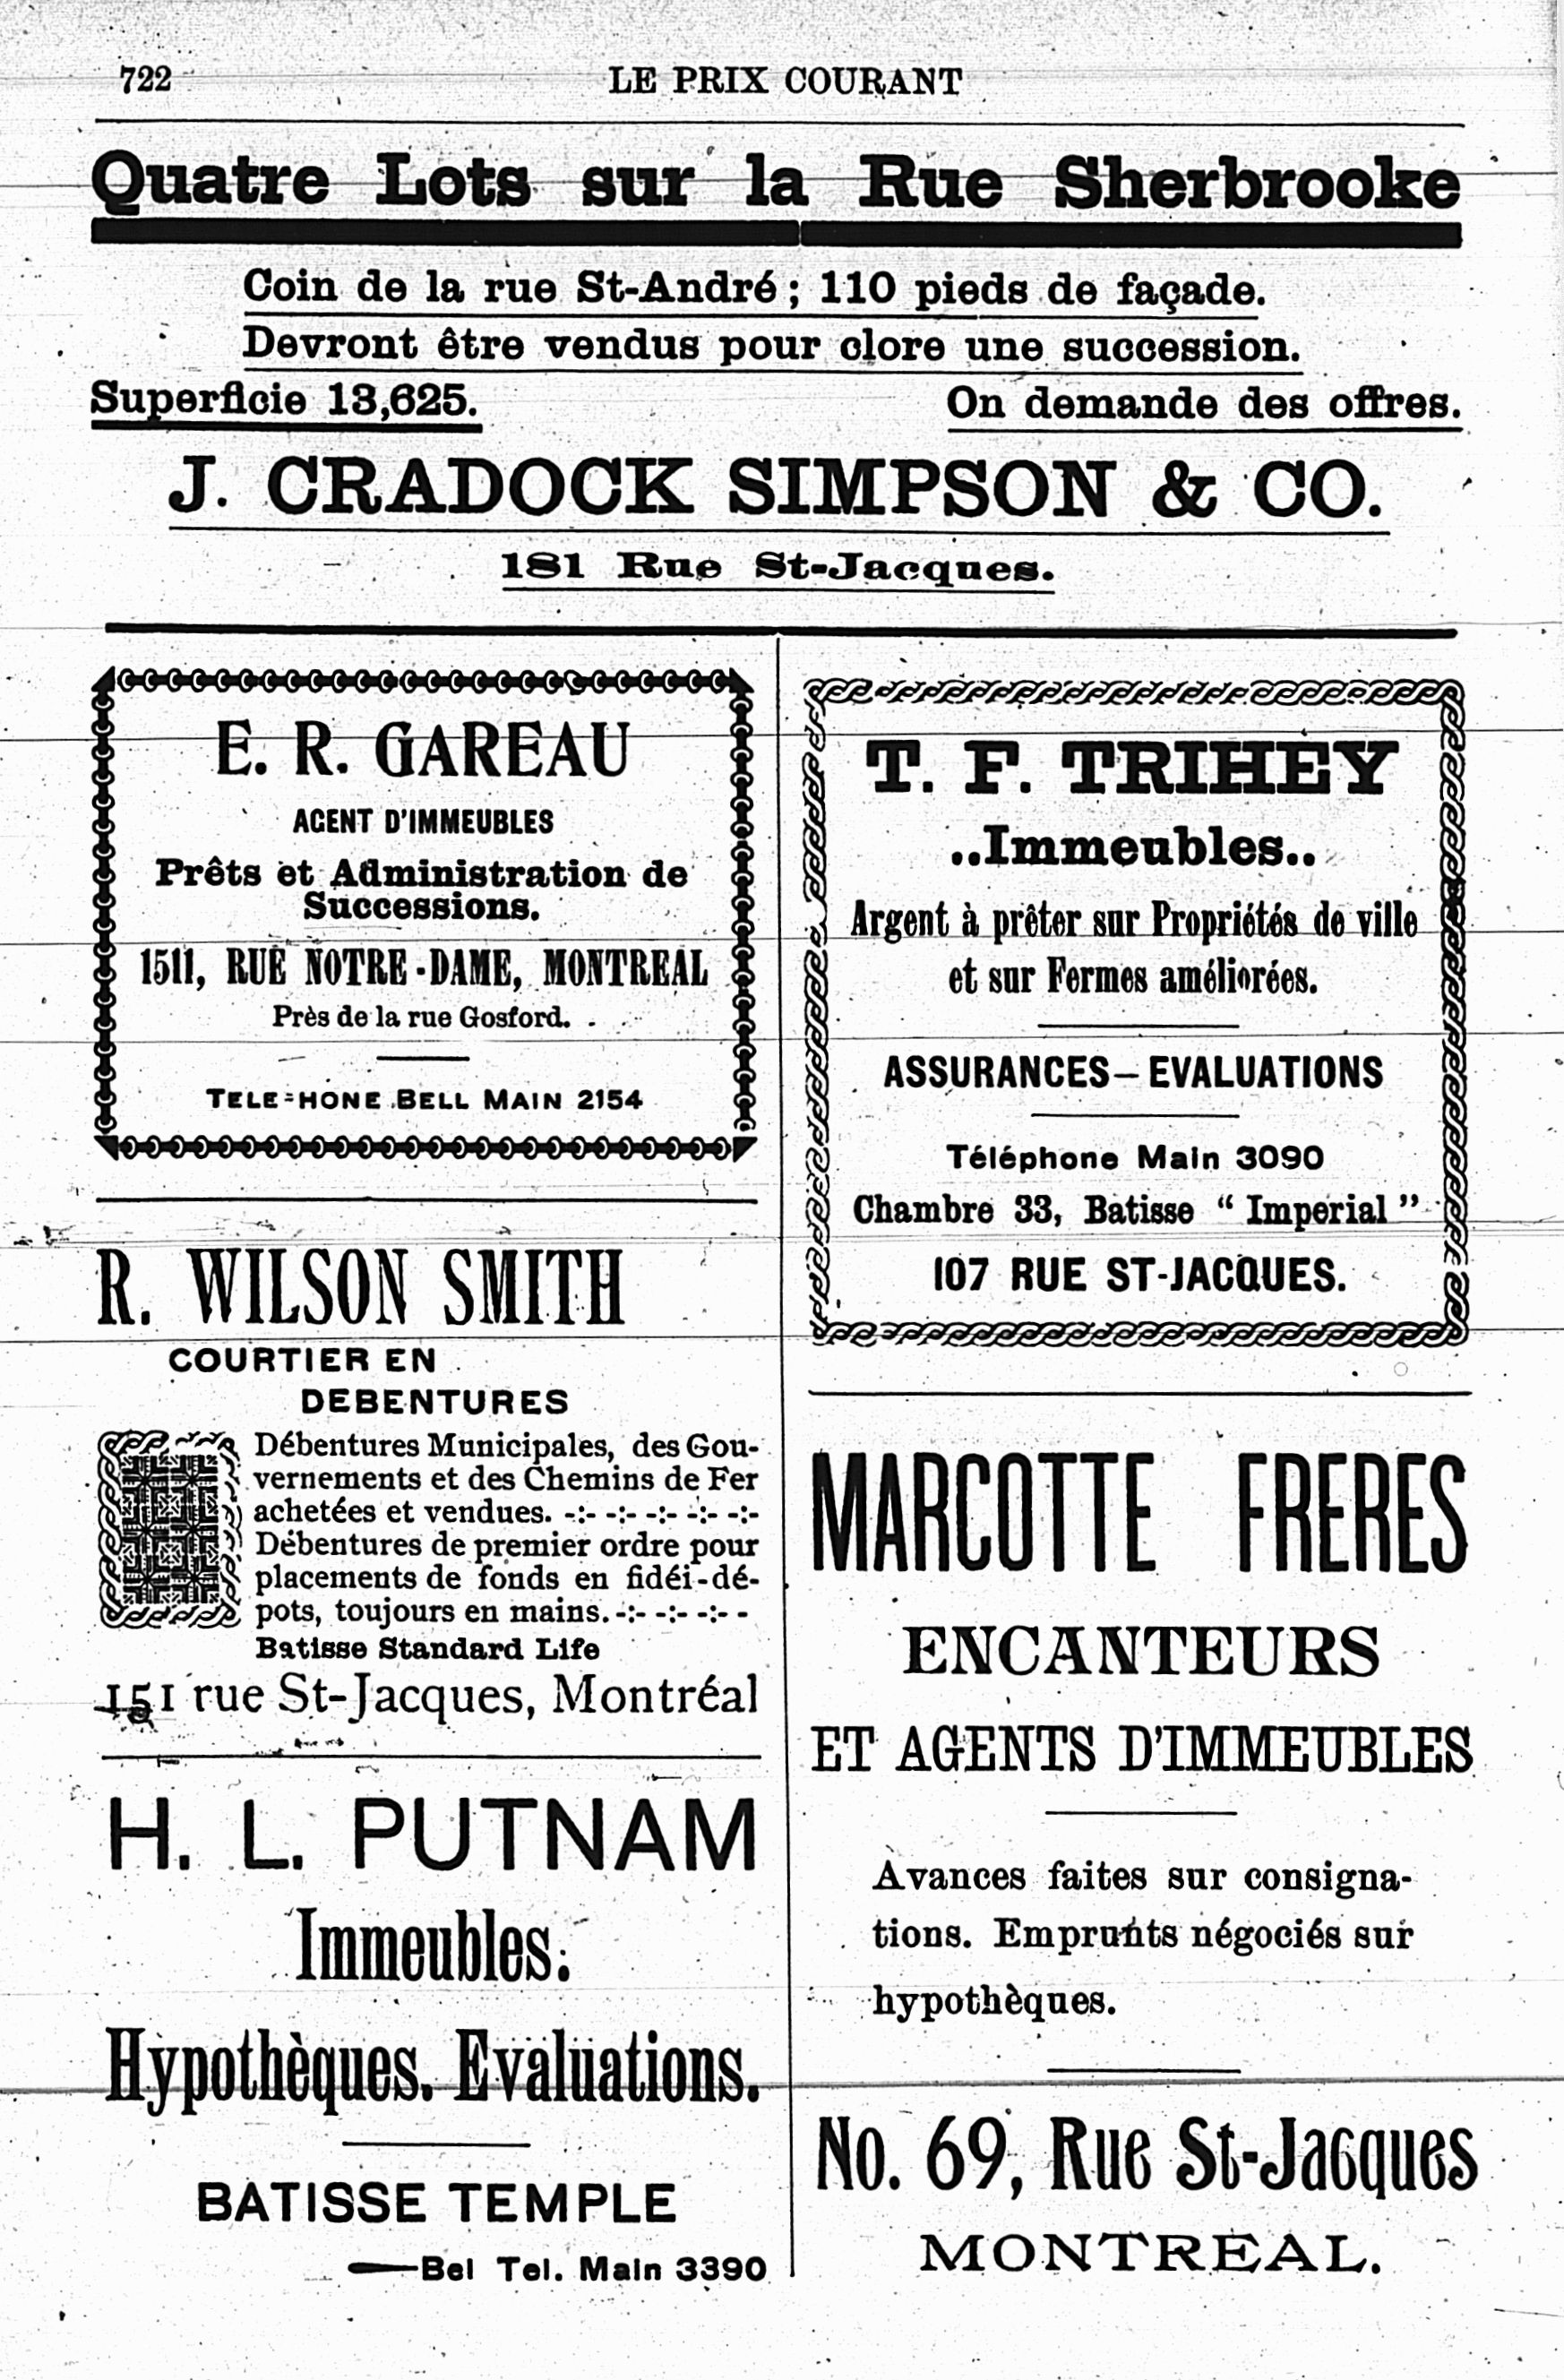 722
LE PRIX COURANT
Quatre Lots sur la Rue Sherbrooke
Coin de la rue St-André ; 110 pieds de façade.
Devront être vendus pour clore une succession.
Superficie 13,625.
On demande des offres.
J. CRADOCK SIMPSON & CO.
181 Rue St-Jacques.
E. R. GAREAU
AGENT D'IMMEUBLES
Prêts et Administration de
Successions.
1511, RUE NOTRE-DAME, MONTREAL
Près de la rue Gosford.
TELE-HONE BELL MAIN 2154
R. WILSON SMITH
COURTIER EN
DEBENTURES
Débentures Municipales, des Gou-
vernements et des Chemins de Fer
achetées et vendues. -:- -:- -:- -:- -:-
Débentures de premier ordre pour
placements de fonds en fidéi-dé-
pots, toujours en mains. -:- -:- -:- -
Batisse Standard Life
151 rue St-Jacques, Montréal
H. L. PUTNAM
Immeubles.
Hypothèques. Evaluations.
BATISSE TEMPLE
—Bel Tel. Main 3390
T. F. TRIHEY
..Immeubles..
Argent à prêter sur Propriétés de ville
et sur Fermes améliorées.
ASSURANCES—EVALUATIONS
Téléphone Main 3090
Chambre 33, Batisse “ Imperial ”
107 RUE ST-JACQUES.
MARCOTTE FRERES
ENCANTEURS
ET AGENTS D'IMMEUBLES
Avances faites sur consigna-
tions. Emprunts négociés sur
hypothèques.
No. 69, Rue St-Jacques
MONTREAL.